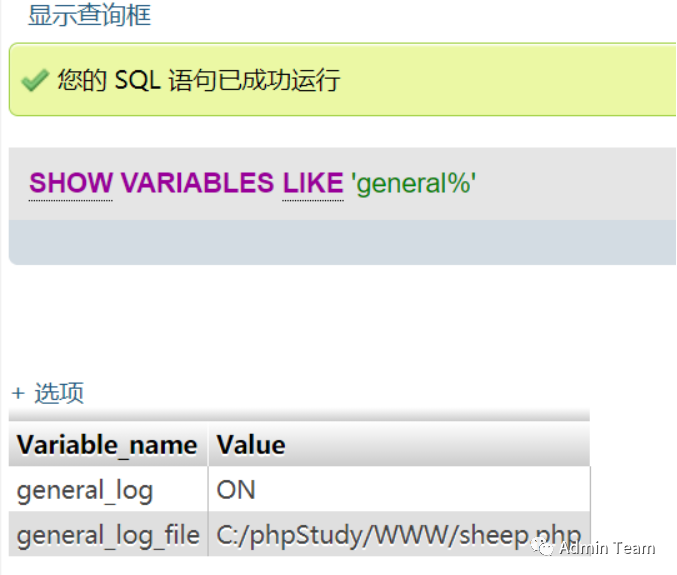 显示查询框
您的 SQL 语句已成功运行
SHOW VARIABLES LIKE 'general%'
+ 选项
Variable_name Value
general_log ON
general_log_file C:/phpStudy/WWW/sheep.php
Admin Team